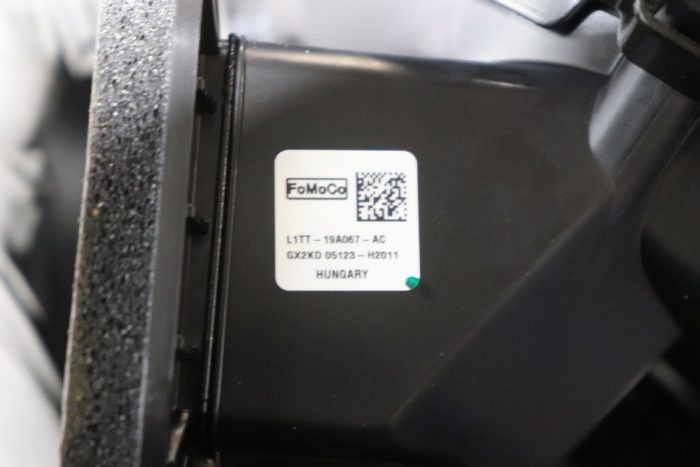 FoMoCo
L1TT-19A067-AC
GX2KD 05123-H2011
HUNGARY